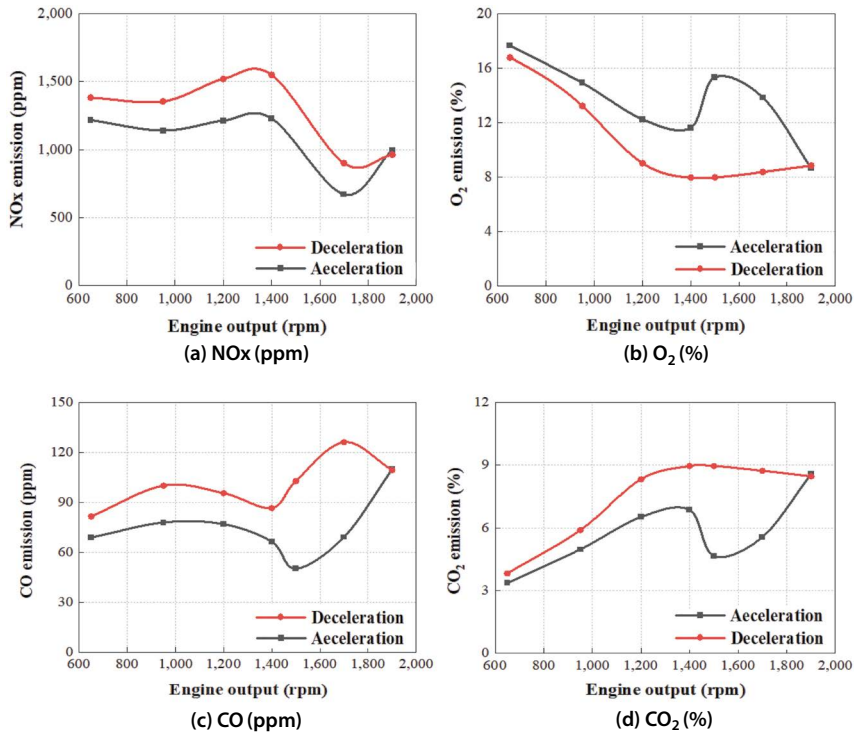 2,000
1,500
1,000
500
0
NOx emission (ppm)
Deceleration
Aeceleration
600 800 1,000 1,200 1,400 1,600 1,800 2,000
Engine output (rpm)
(a) NOx (ppm)
20
16
12
8
4
0
O₂ emission (%)
Aeceleration
Deceleration
600 800 1,000 1,200 1,400 1,600 1,800 2,000
Engine output (rpm)
(b) O₂ (%)
150
120
90
60
30
0
CO emission (ppm)
Deceleration
Aeceleration
600 800 1,000 1,200 1,400 1,600 1,800 2,000
Engine output (rpm)
(c) CO (ppm)
12
9
6
3
0
CO₂ emission (%)
Aeceleration
Deceleration
600 800 1,000 1,200 1,400 1,600 1,800 2,000
Engine output (rpm)
(d) CO₂ (%)